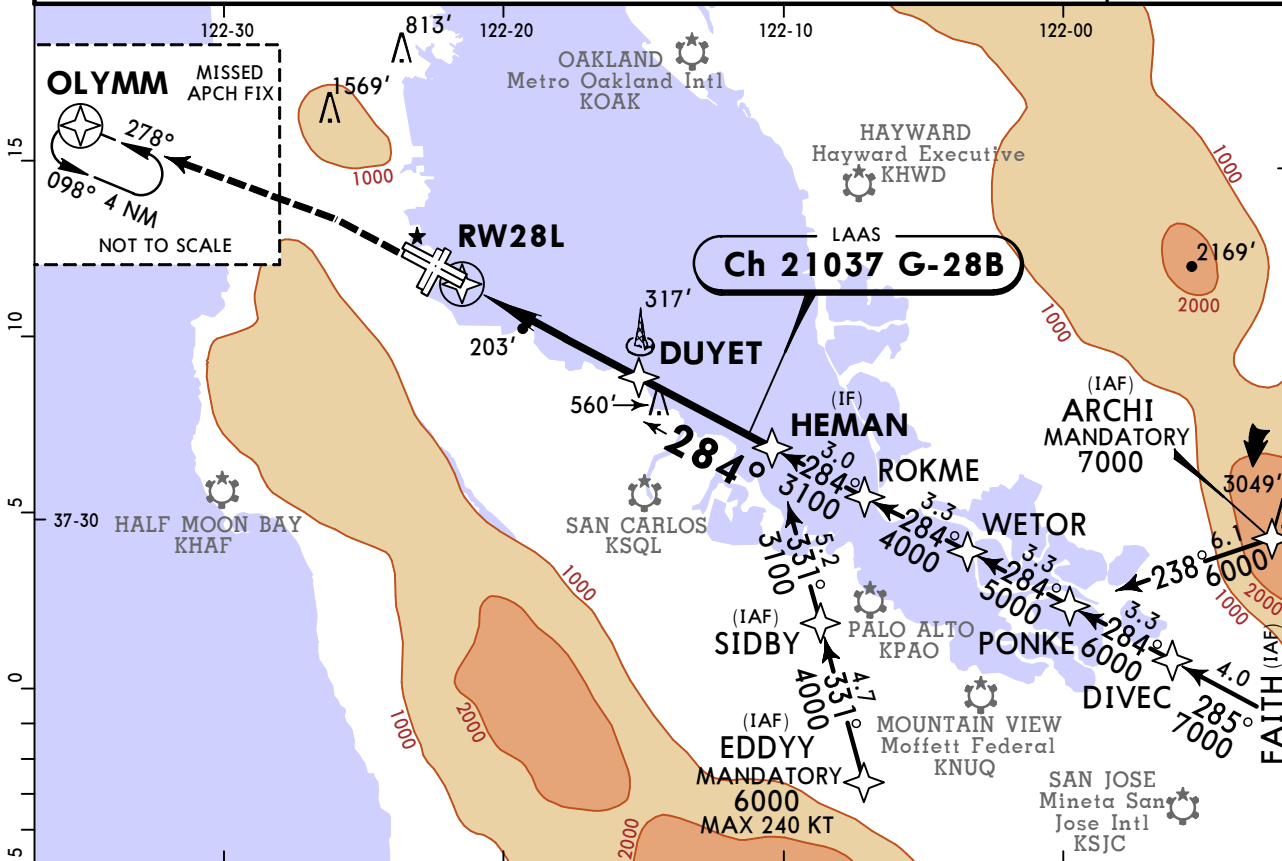 122-30
122-20
122-10
122-00
OLYMM
MISSED
APCH FIX
278°
098° 4 NM
NOT TO SCALE
813'
1569'
1000
OAKLAND
Metro Oakland Intl
KOAK
HAYWARD
Hayward Executive
KHWD
1000
2169'
2000
1000
15
10
5
0
5
37-30
RW28L
LAAS
Ch 21037 G-28B
203'
317'
DUYET
560'
284°
(IF)
HEMAN
3.0
284°
3100
ROKME
3.3
284°
4000
WETOR
3.3
284°
5000
PONKE
3.3
284°
6000
DIVEC
4.0
285°
7000
FAITH (IAF)
(IAF)
ARCHI
MANDATORY
7000
3049'
6.1
238°
6000
2000
1000
HALF MOON BAY
KHAF
SAN CARLOS
KSQL
5.2
331°
3100
(IAF)
SIDBY
4.7
331°
4000
(IAF)
EDDYY
MANDATORY
6000
MAX 240 KT
PALO ALTO
KPAO
MOUNTAIN VIEW
Moffett Federal
KNUQ
SAN JOSE
Mineta San
Jose Intl
KSJC
1000
1000
2000
2000